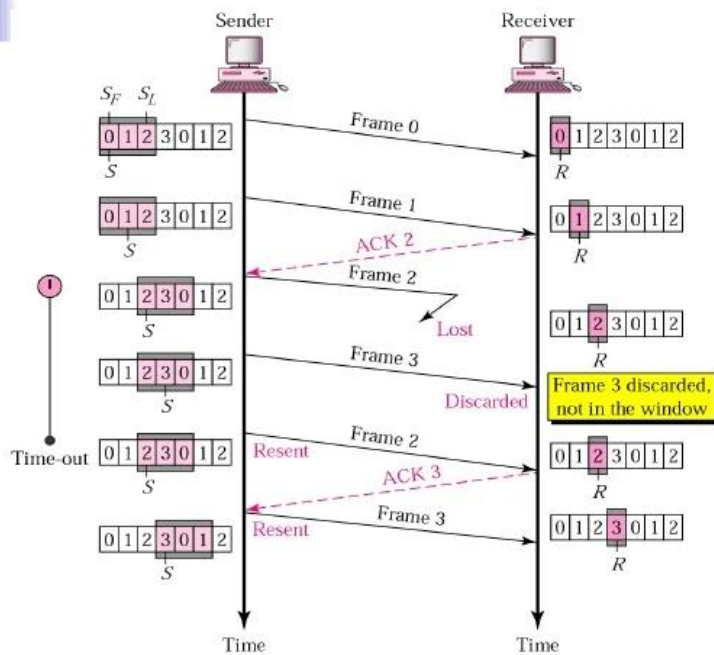 Sender
Receiver
S_F S_L
0 1 2 3 0 1 2
S
Frame 0
0 1 2 3 0 1 2
R
0 1 2 3 0 1 2
S
Frame 1
0 1 2 3 0 1 2
R
ACK 2
0 1 2 3 0 1 2
S
Frame 2
Lost
0 1 2 3 0 1 2
R
0 1 2 3 0 1 2
S
Frame 3
Discarded
Frame 3 discarded,
not in the window
Time-out
0 1 2 3 0 1 2
S
Resent
Frame 2
0 1 2 3 0 1 2
R
ACK 3
0 1 2 3 0 1 2
S
Resent
Frame 3
0 1 2 3 0 1 2
R
Time
Time